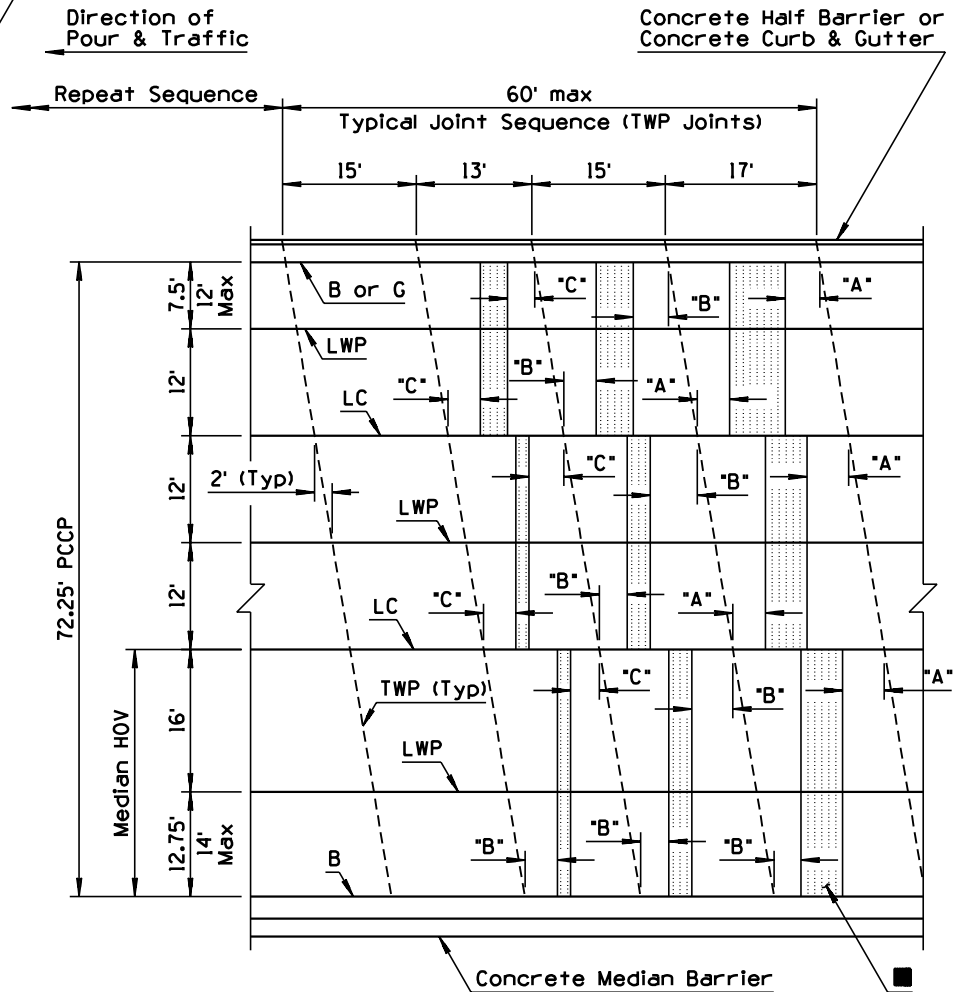 Direction of
Pour & Traffic
Concrete Half Barrier or
Concrete Curb & Gutter
Repeat Sequence
60' max
Typical Joint Sequence (TWP Joints)
15'
13'
15'
17'
7.5'
12'
Max
B or G
"C"
"B"
"A"
LWP
12'
"C"
"B"
"A"
LC
12'
2' (Typ)
"C"
"B"
"A"
LWP
72.25' PCCP
12'
"C"
"B"
"A"
LC
Median HOV
16'
TWP (Typ)
"C"
"B"
"A"
LWP
12.75'
14'
Max
"B"
"B"
"B"
B
Concrete Median Barrier